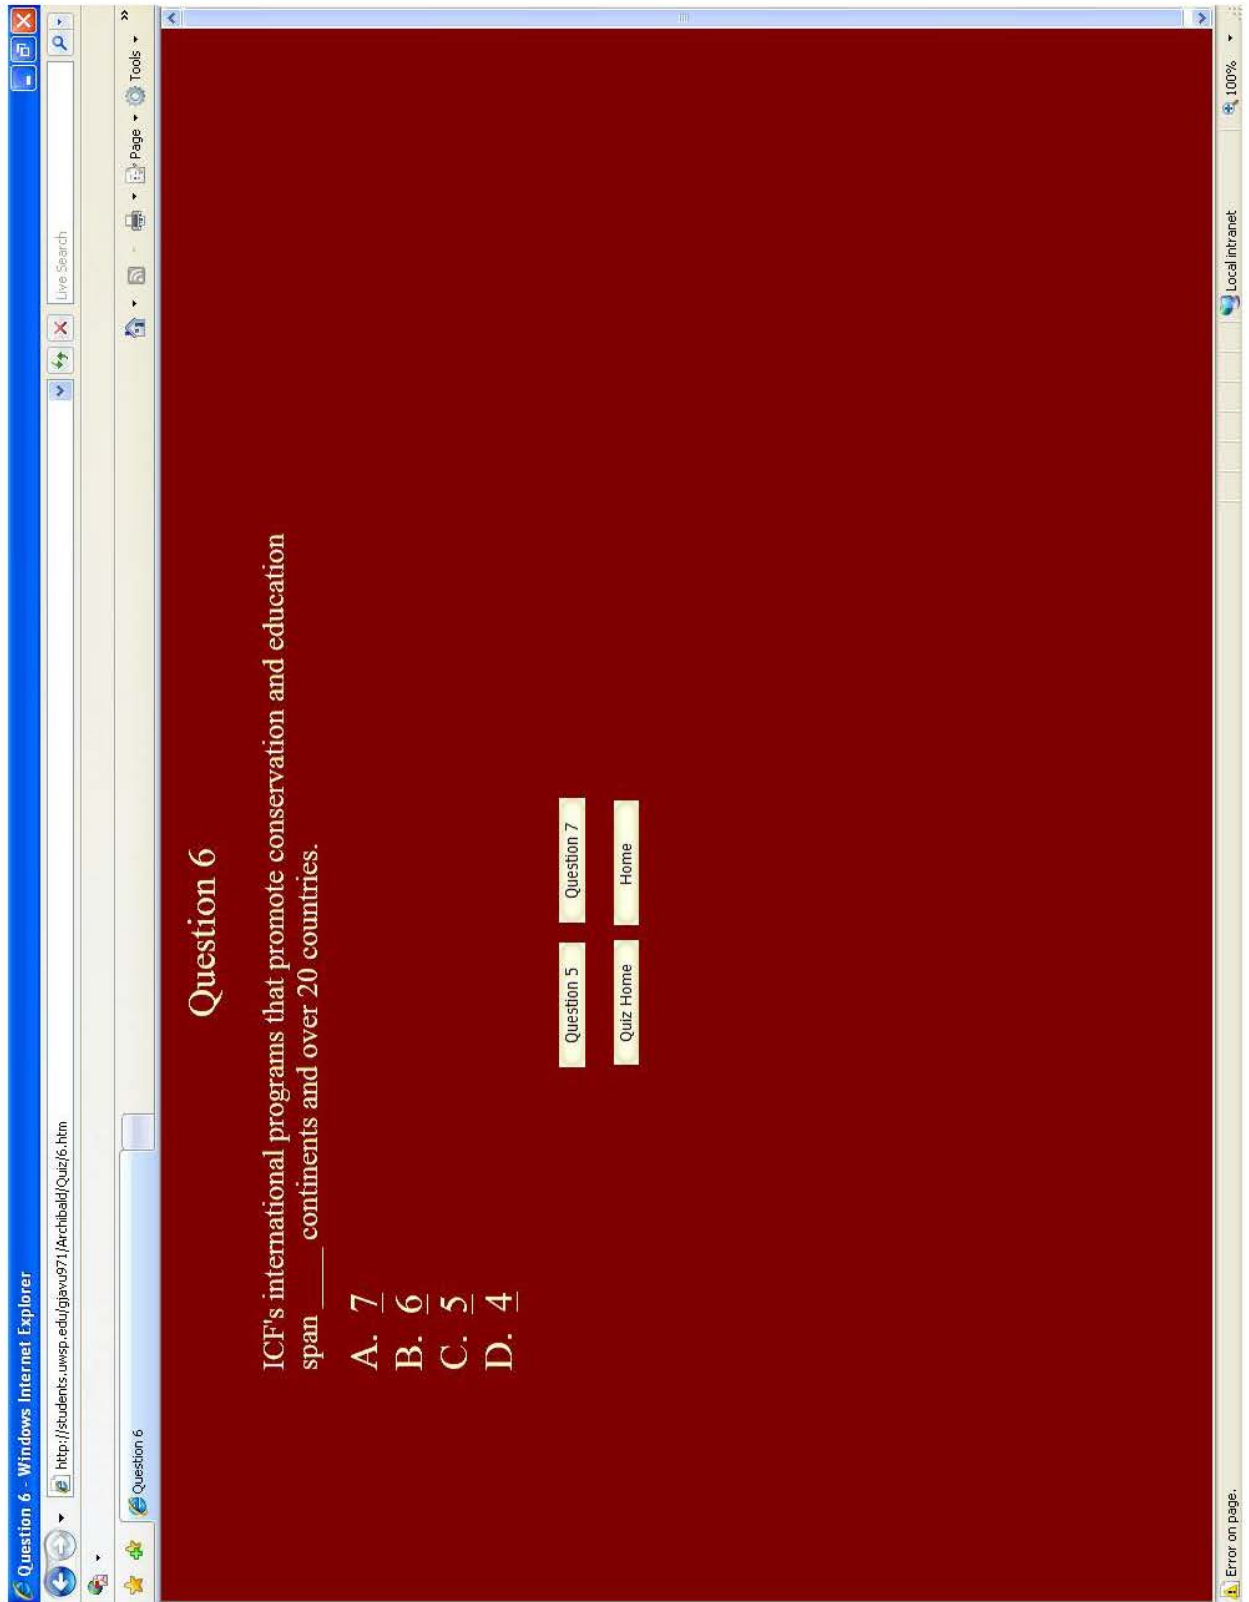 Question 6 - Windows Internet Explorer
http://students.uwsp.edu/gjavu971/Archibald/Quiz/6.htm
Live Search
Question 6
Page
Tools
»
Question 6
ICF's international programs that promote conservation and education
span _____ continents and over 20 countries.
A. 7
B. 6
C. 5
D. 4
Question 5
Question 7
Quiz Home
Home
Error on page.
Local intranet
100%